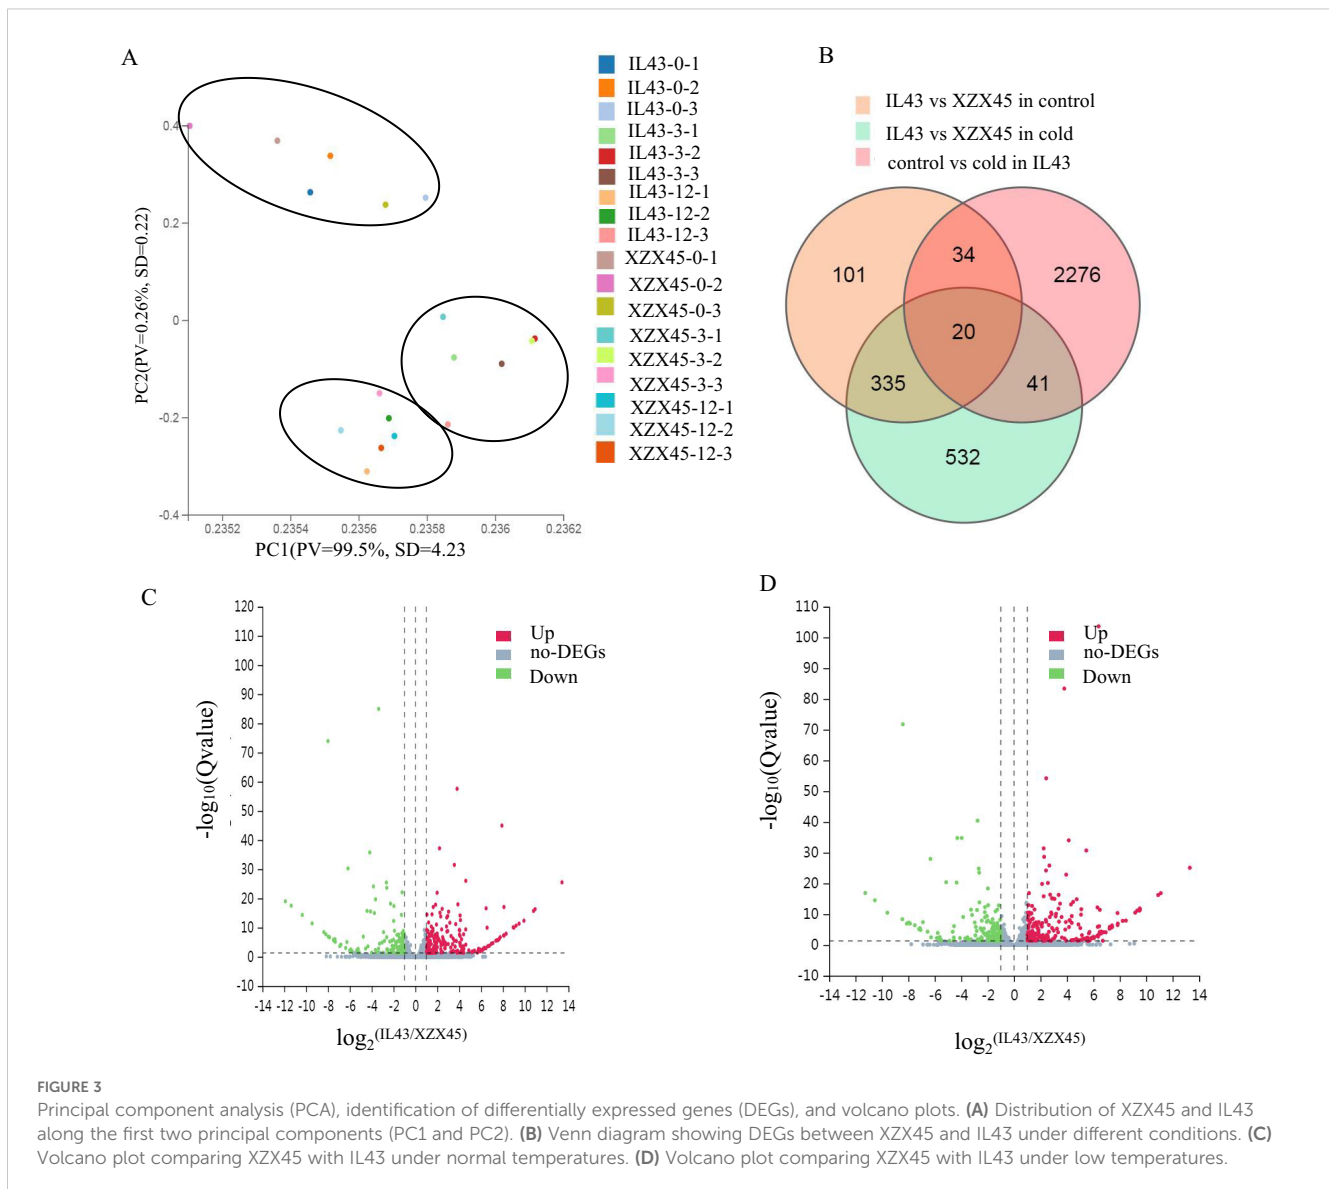 A
IL43-0-1
IL43-0-2
IL43-0-3
IL43-3-1
IL43-3-2
IL43-3-3
IL43-12-1
IL43-12-2
IL43-12-3
XZX45-0-1
XZX45-0-2
XZX45-0-3
XZX45-3-1
XZX45-3-2
XZX45-3-3
XZX45-12-1
XZX45-12-2
XZX45-12-3
0.4
0.2
0
-0.2
-0.4
PC2(PV=0.26%, SD=0.22)
0.2352 0.2354 0.2356 0.2358 0.236 0.2362
PC1(PV=99.5%, SD=4.23
B
IL43 vs XZX45 in control
IL43 vs XZX45 in cold
control vs cold in IL43
101 34 2276
20
335 41
532
C
120
110
100
90
80
70
60
50
40
30
20
10
0
-10
-log₁₀(Qvalue)
Up
no-DEGs
Down
-14 -12 -10 -8 -6 -4 -2 0 2 4 6 8 10 12 14
log₂(IL43/XZX45)
D
110
100
90
80
70
60
50
40
30
20
10
0
-10
-log₁₀(Qvalue)
Up
no-DEGs
Down
-14 -12 -10 -8 -6 -4 -2 0 2 4 6 8 10 12 14
log₂(IL43/XZX45)
FIGURE 3
Principal component analysis (PCA), identification of differentially expressed genes (DEGs), and volcano plots. (A) Distribution of XZX45 and IL43
along the first two principal components (PC1 and PC2). (B) Venn diagram showing DEGs between XZX45 and IL43 under different conditions. (C)
Volcano plot comparing XZX45 with IL43 under normal temperatures. (D) Volcano plot comparing XZX45 with IL43 under low temperatures.